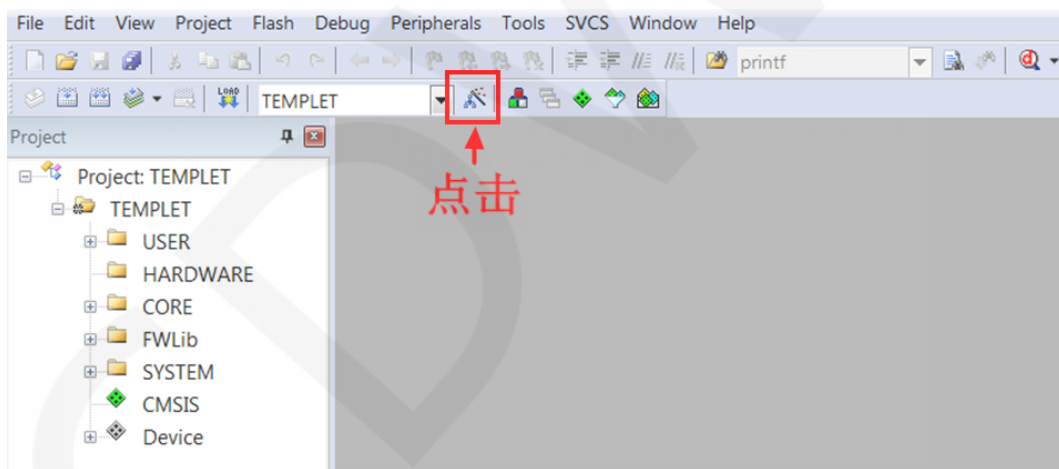 File Edit View Project Flash Debug Peripherals Tools SVCS Window Help
printf
LOAD TEMPLET
Project
Project: TEMPLET
点击
TEMPLET
USER
HARDWARE
CORE
FWLib
SYSTEM
CMSIS
Device